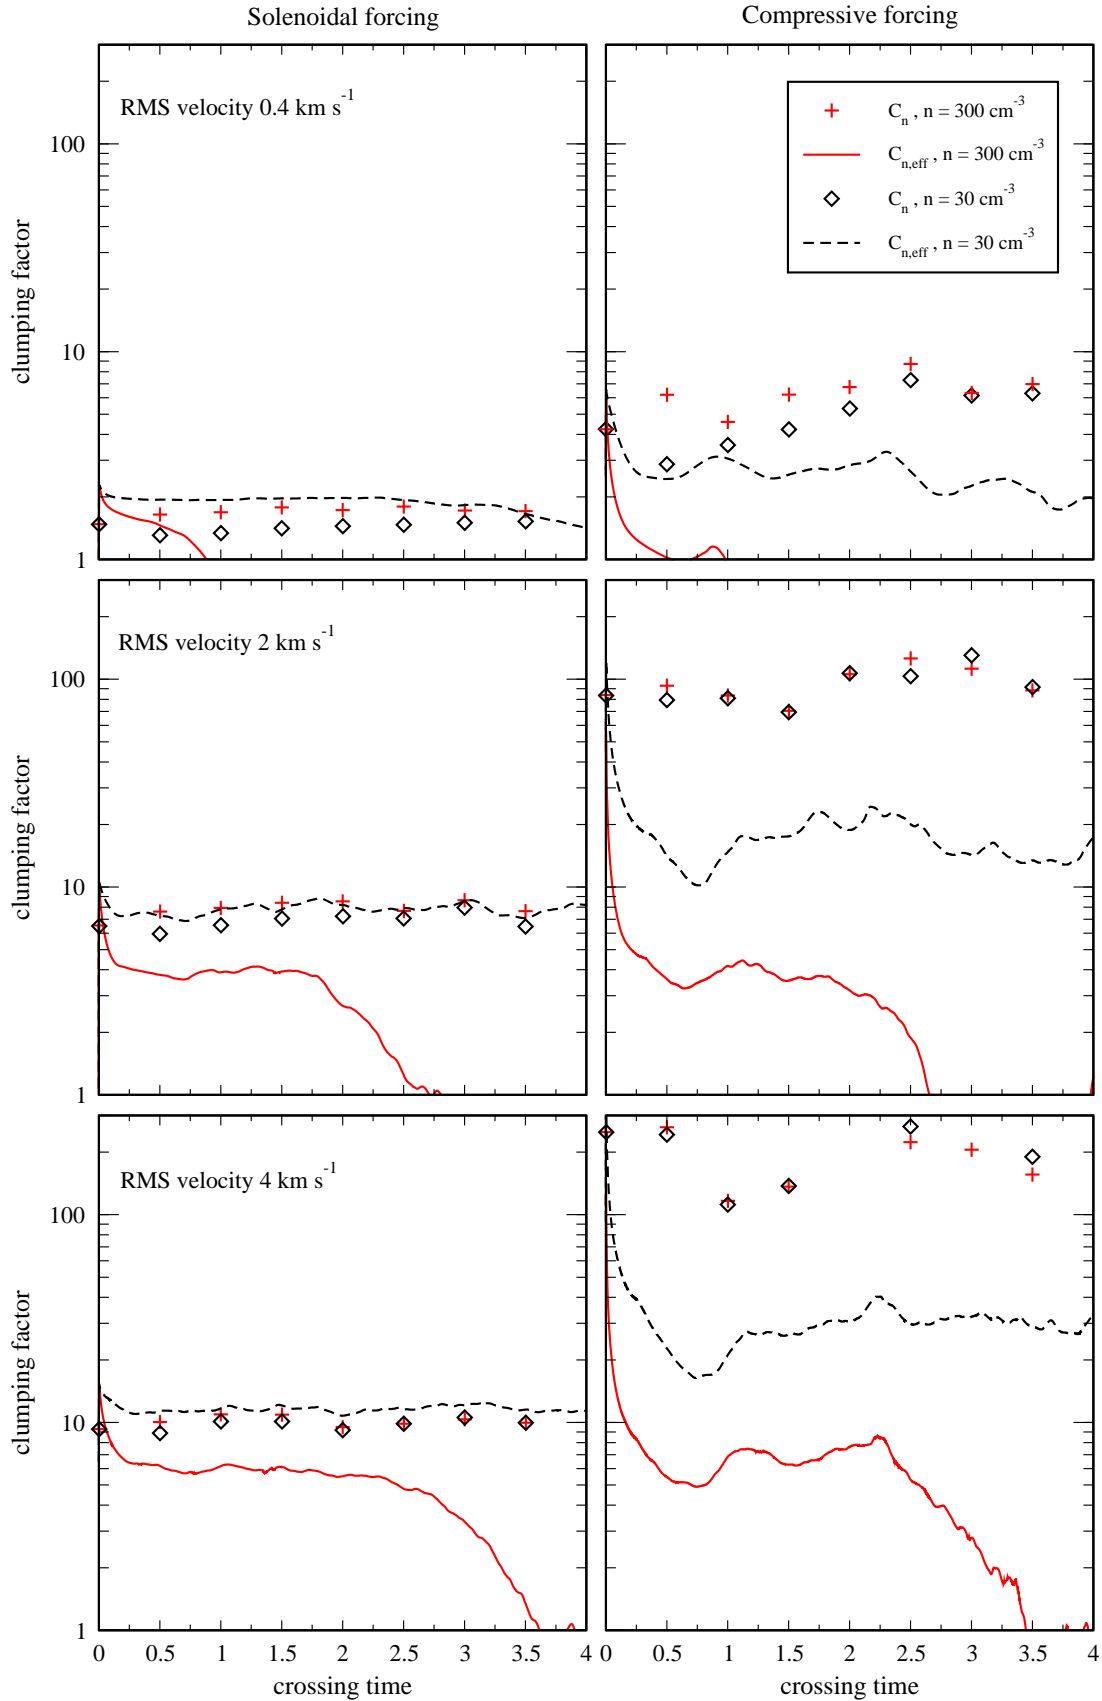 Solenoidal forcing
Compressive forcing
RMS velocity 0.4 km s⁻¹
Cₙ , n = 300 cm⁻³
Cₙ,eff , n = 300 cm⁻³
Cₙ , n = 30 cm⁻³
Cₙ,eff , n = 30 cm⁻³
100
10
1
clumping factor
RMS velocity 2 km s⁻¹
100
10
1
clumping factor
RMS velocity 4 km s⁻¹
100
10
1
clumping factor
0 0.5 1 1.5 2 2.5 3 3.5 4
0 0.5 1 1.5 2 2.5 3 3.5 4
crossing time
crossing time